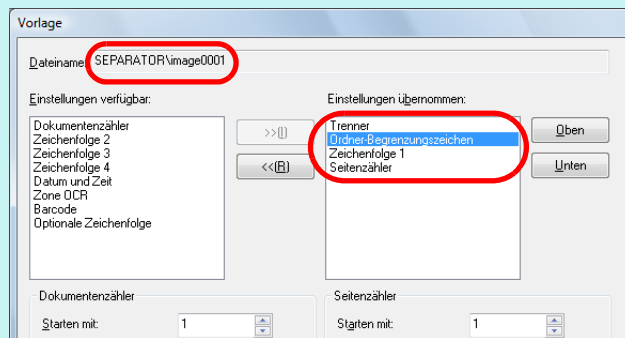 Vorlage
Dateiname: SEPARATOR\image0001
Einstellungen verfügbar:
Dokumentenzähler
Zeichenfolge 2
Zeichenfolge 3
Zeichenfolge 4
Datum und Zeit
Zone OCR
Barcode
Optionale Zeichenfolge
>>(I)
<<(R)
Einstellungen übernommen:
Trenner
Ordner-Begrenzungszeichen
Zeichenfolge 1
Seitenzähler
Oben
Unten
Dokumentenzähler
Starten mit: 1
Seitenzähler
Starten mit: 1